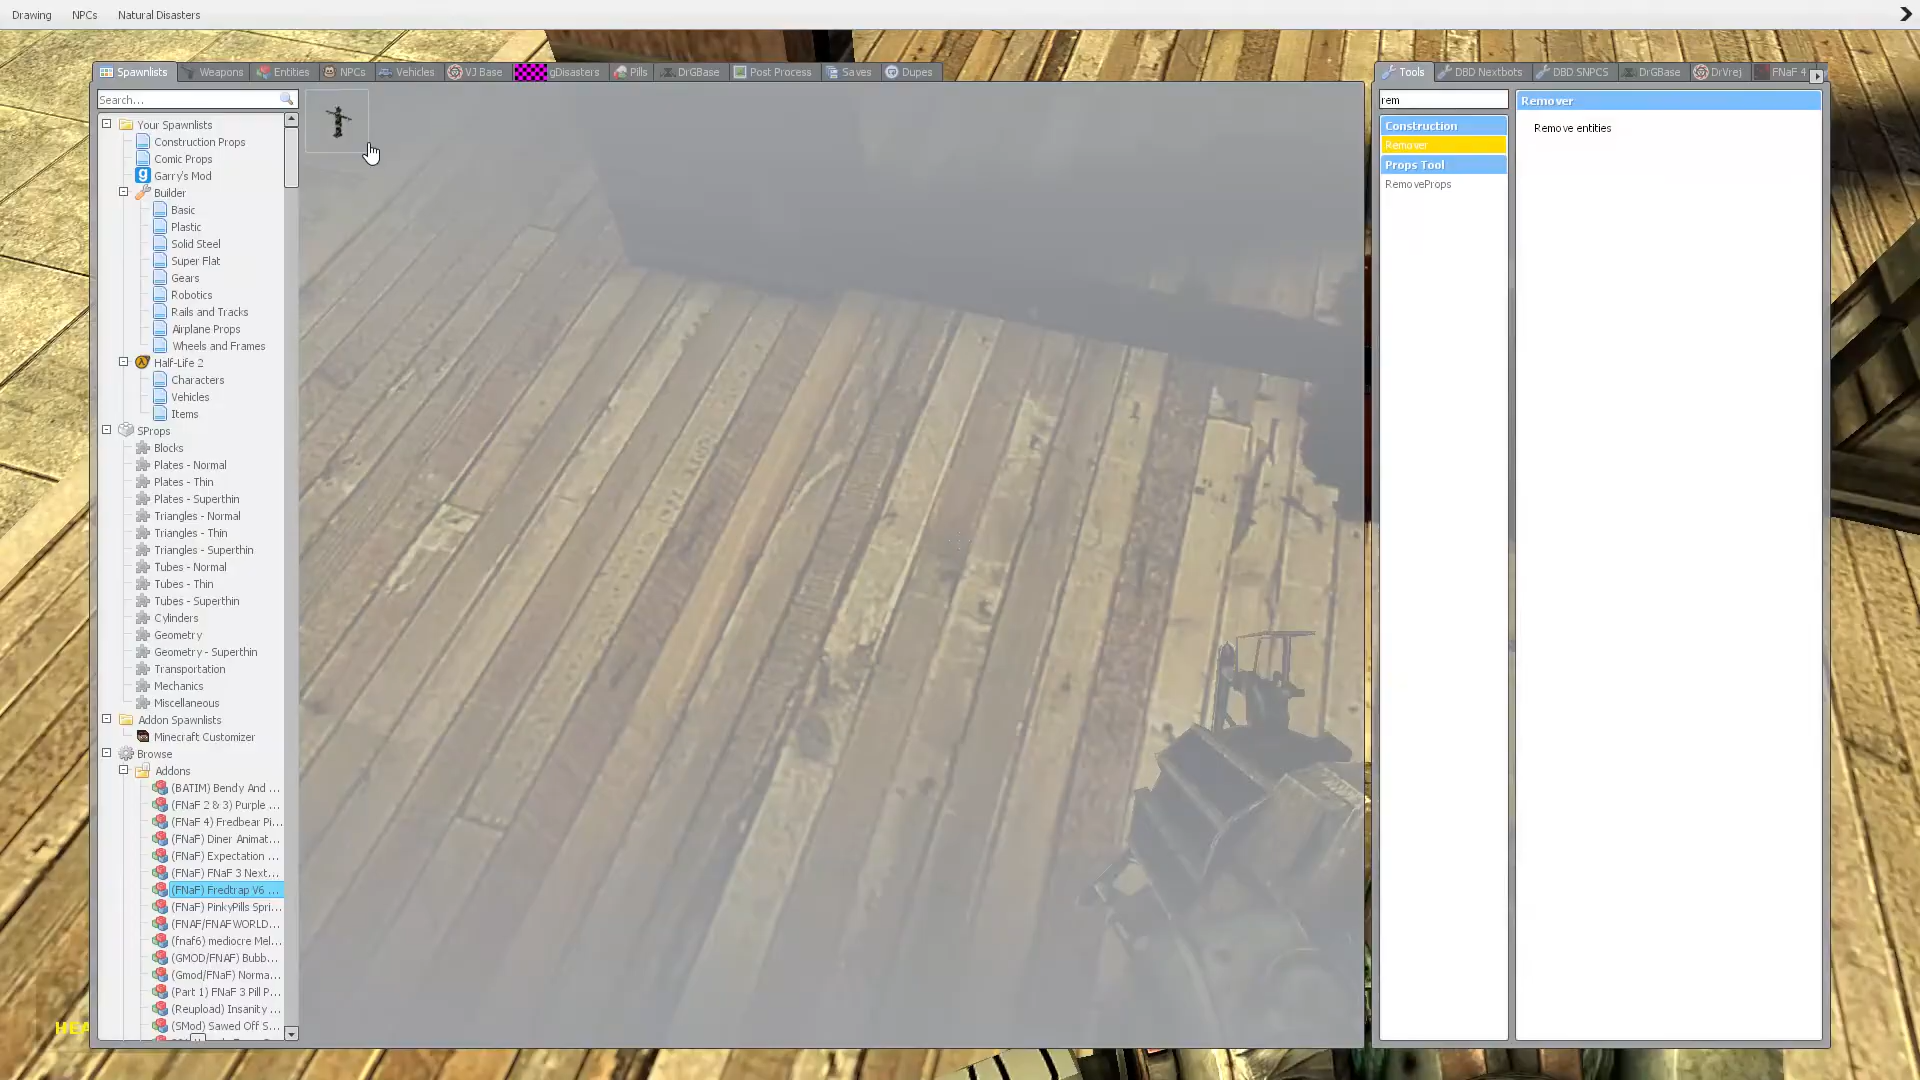 Drawing NPCs Natural Disasters
Spawnlists Weapons Entities NPCs Vehicles VJ Base gDisasters Pills DrGBase Post Process Saves Dupes
Search...
Your Spawnlists
Construction Props
Comic Props
Garry's Mod
Builder
Basic
Plastic
Solid Steel
Super Flat
Gears
Robotics
Rails and Tracks
Airplane Props
Wheels and Frames
Half-Life 2
Characters
Vehicles
Items
SProps
Blocks
Plates - Normal
Plates - Thin
Plates - Superthin
Triangles - Normal
Triangles - Thin
Triangles - Superthin
Tubes - Normal
Tubes - Thin
Tubes - Superthin
Cylinders
Geometry
Geometry - Superthin
Transportation
Mechanics
Miscellaneous
Addon Spawnlists
Minecraft Customizer
Browse
Addons
(BATIM) Bendy And ...
(FNaF 2 & 3) Purple ...
(FNaF 4) Fredbear Pi...
(FNaF) Diner Animat...
(FNaF) Expectation ...
(FNaF) FNaF 3 Next...
(FNaF) Fredtrap V6 ...
(FNaF) PinkyPills Spri...
(FNAF/FNAFWORLD...
(fnaf6) mediocre Mel...
(GMOD/FNAF) Bubb...
(Gmod/FNaF) Norma...
(Part 1) FNaF 3 Pill P...
(Reupload) Insanity ...
(SMod) Sawed Off S...
HEA
Tools DBD Nextbots DBD SNPCS DrGBase DrVrej FNaF 4
rem
Construction
Remover
Props Tool
RemoveProps
Remover
Remove entities